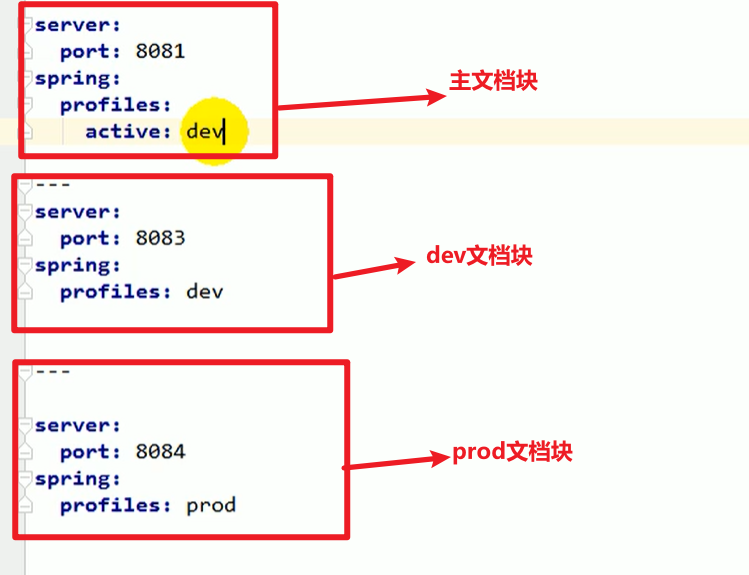 server:
  port: 8081
spring:
  profiles:
    active: dev
主文档块
---
server:
  port: 8083
spring:
  profiles: dev
dev文档块
---
server:
  port: 8084
spring:
  profiles: prod
prod文档块